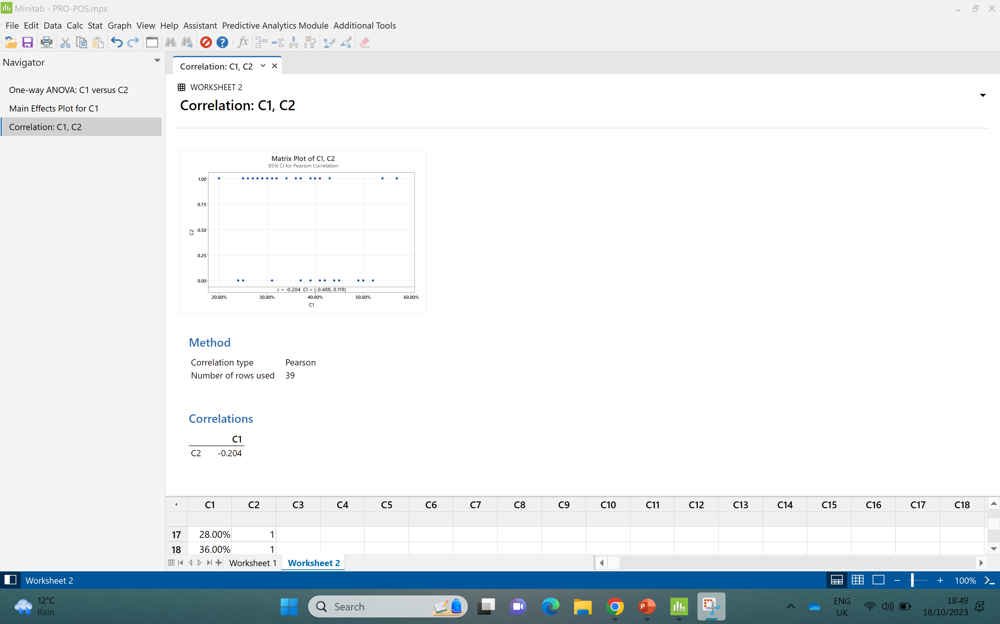 Minitab - PRO-POS.mpx
File Edit Data Calc Stat Graph View Help Assistant Predictive Analytics Module Additional Tools
fx
Navigator
One-way ANOVA: C1 versus C2
Main Effects Plot for C1
Correlation: C1, C2
Correlation: C1, C2
WORKSHEET 2
Correlation: C1, C2
Matrix Plot of C1, C2
95% CI for Pearson Correlation
1.00
0.75
C2
0.50
0.25
0.00
r = -0.204 CI = (-0.488, 0.119)
20.00% 30.00% 40.00% 50.00% 60.00%
C1
Method
Correlation type Pearson
Number of rows used 39
Correlations
C1
C2 -0.204
C1 C2 C3 C4 C5 C6 C7 C8 C9 C10 C11 C12 C13 C14 C15 C16 C17 C18
17 28.00% 1
18 36.00% 1
Worksheet 1 Worksheet 2
Worksheet 2
100%
12°C
Rain
Search
P
ENG
UK
18:49
18/10/2023